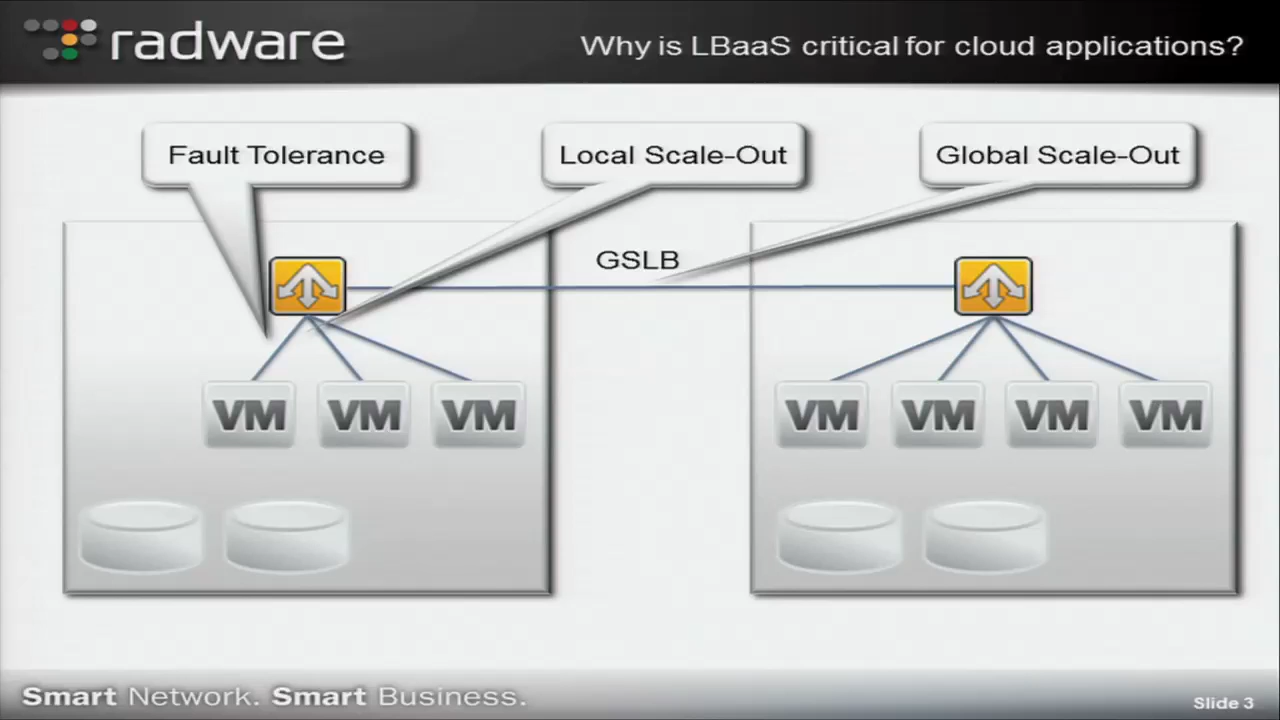 radware
Why is LBaaS critical for cloud applications?
Fault Tolerance
Local Scale-Out
Global Scale-Out
GSLB
VM VM VM
VM VM VM VM
Smart Network. Smart Business.
Slide 3